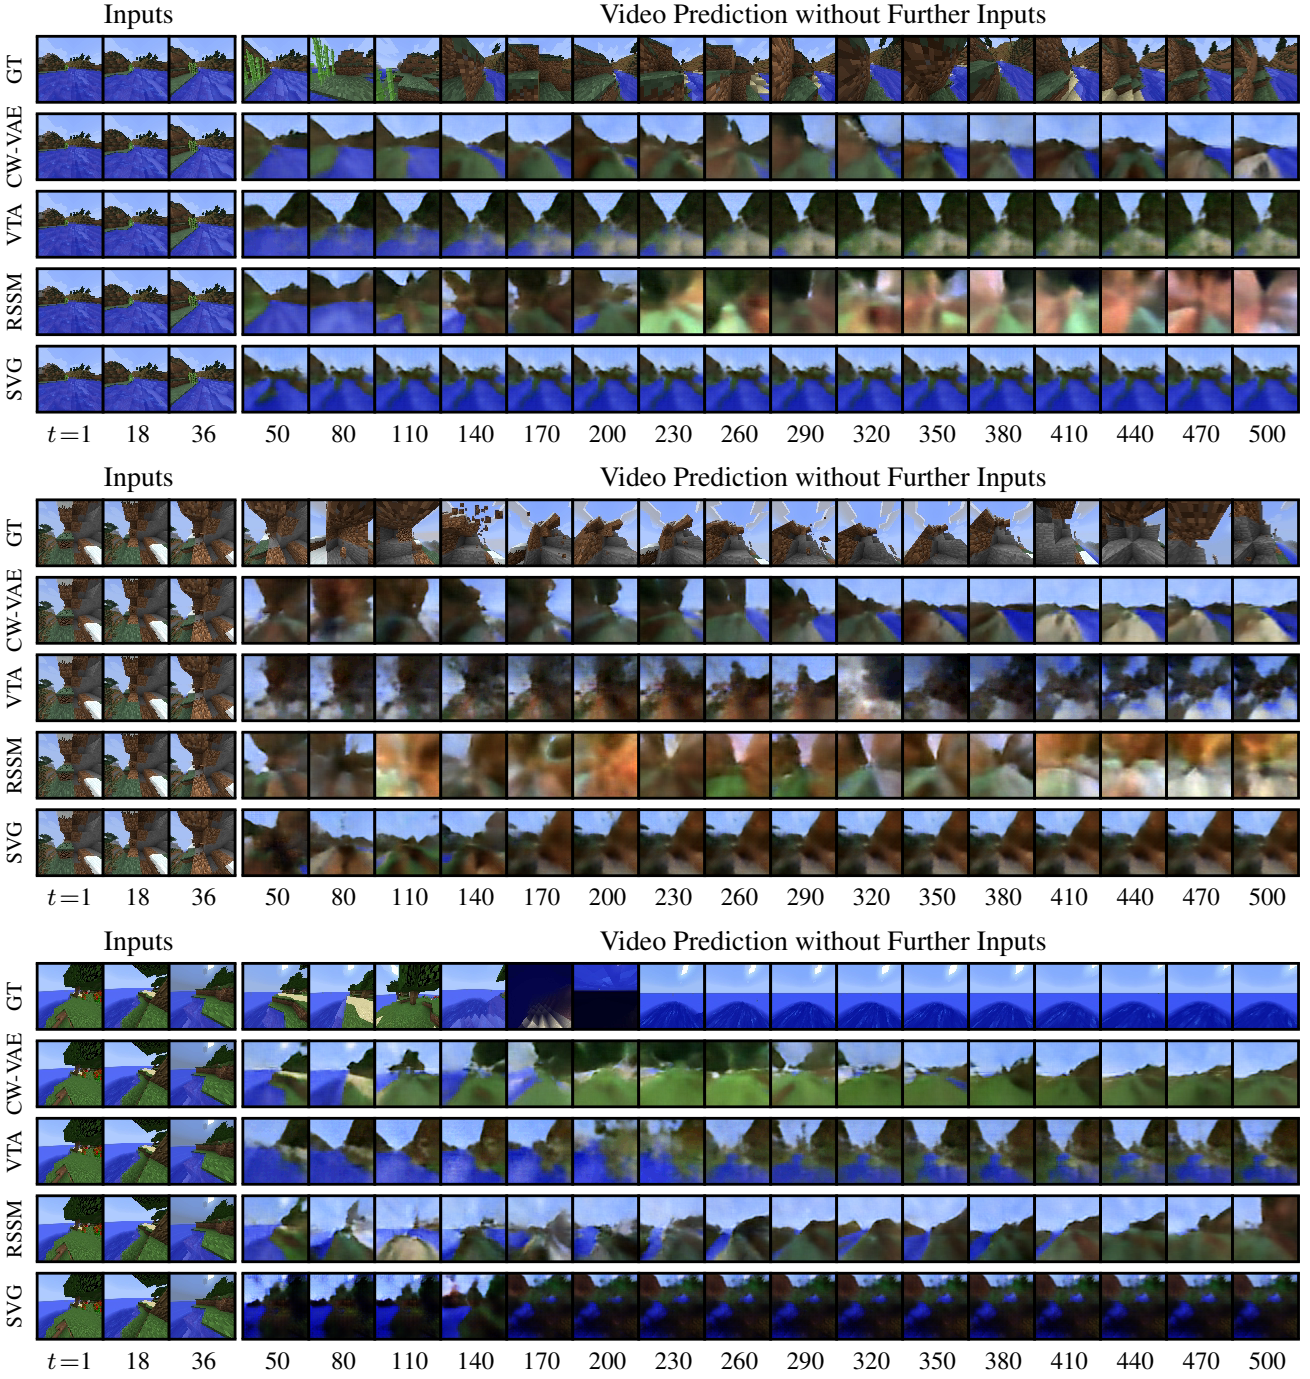 Inputs Video Prediction without Further Inputs
GT
CW-VAE
VTA
RSSM
SVG
t=1 18 36 50 80 110 140 170 200 230 260 290 320 350 380 410 440 470 500
Inputs Video Prediction without Further Inputs
GT
CW-VAE
VTA
RSSM
SVG
t=1 18 36 50 80 110 140 170 200 230 260 290 320 350 380 410 440 470 500
Inputs Video Prediction without Further Inputs
GT
CW-VAE
VTA
RSSM
SVG
t=1 18 36 50 80 110 140 170 200 230 260 290 320 350 380 410 440 470 500